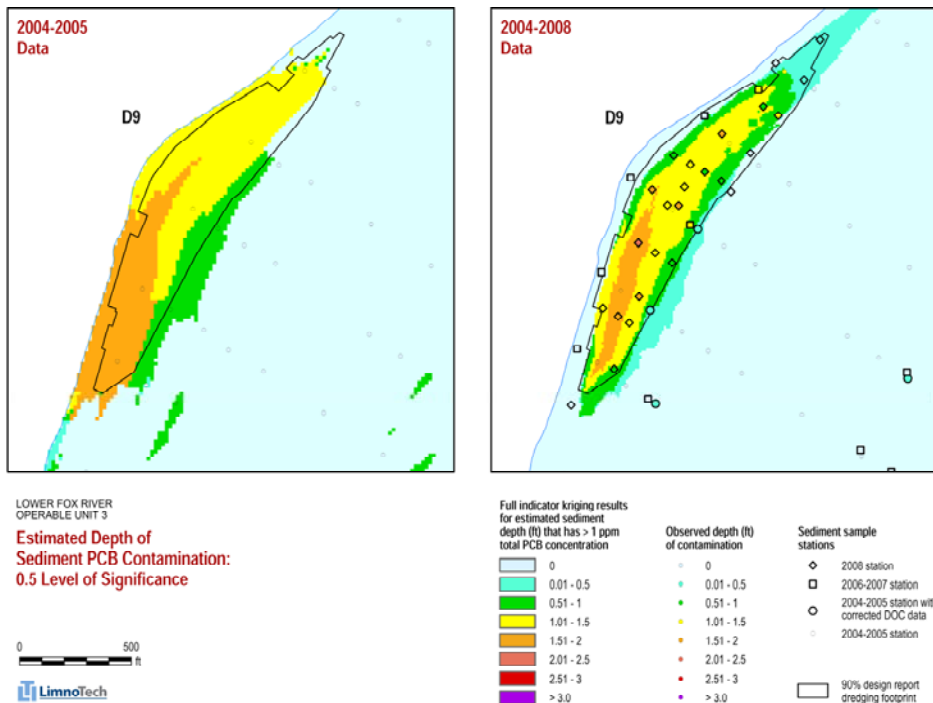 2004-2005
Data
D9
2004-2008
Data
D9
LOWER FOX RIVER
OPERABLE UNIT 3
Estimated Depth of
Sediment PCB Contamination:
0.5 Level of Significance
0 500
ft
LimnoTech
Full indicator kriging results
for estimated sediment
depth (ft) that has > 1 ppm
total PCB concentration
0
0.01 - 0.5
0.51 - 1
1.01 - 1.5
1.51 - 2
2.01 - 2.5
2.51 - 3
> 3.0
Observed depth (ft)
of contamination
0
0.01 - 0.5
0.51 - 1
1.01 - 1.5
1.51 - 2
2.01 - 2.5
2.51 - 3
> 3.0
Sediment sample
stations
2008 station
2006-2007 station
2004-2005 station with
corrected DOC data
2004-2005 station
90% design report
dredging footprint